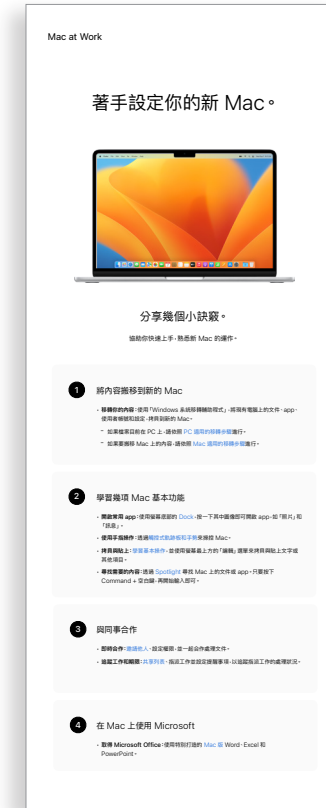 Mac at Work
著手設定你的新 Mac。
分享幾個小訣竅。
協助你快速上手，熟悉新 Mac 的運作。
1 將內容搬移到新的 Mac
• 移轉你的內容：使用「Windows 系統移轉輔助程式」，將現有電腦上的文件、app、
使用者帳號和設定，拷貝到新的 Mac。
– 如果檔案目前在 PC 上，請依照 PC 適用的移轉步驟進行。
– 如果要搬移 Mac 上的內容，請依照 Mac 適用的移轉步驟進行。
2 學習幾項 Mac 基本功能
• 開啟常用 app：使用螢幕底部的 Dock，按一下其中圖像即可開啟 app，如「照片」和
「訊息」。
• 使用手指操作：透過觸控式軌跡板和手勢來操控 Mac。
• 拷貝與貼上：學習基本操作，並使用螢幕最上方的「編輯」選單來拷貝與貼上文字或
其他項目。
• 尋找需要的內容：透過 Spotlight 尋找 Mac 上的文件或 app，只要按下
Command + 空白鍵，再開始輸入即可。
3 與同事合作
• 即時合作：邀請他人、設定權限，並一起合作處理文件。
• 追蹤工作和期限：共享列表、指派工作並設定提醒事項，以追蹤指派工作的處理狀況。
4 在 Mac 上使用 Microsoft
• 取得 Microsoft Office：使用特別打造的 Mac 版 Word、Excel 和
PowerPoint。